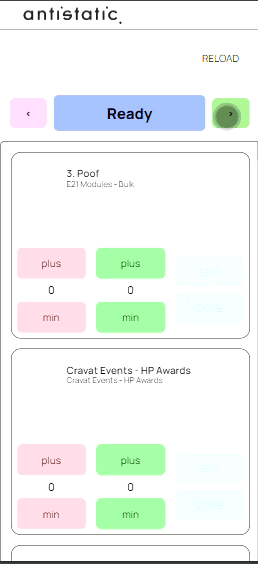 antistatic.
RELOAD
‹ Ready ›
3. Poof
E21 Modules - Bulk
plus plus
0 0
min min
Cravat Events - HP Awards
Cravat Events - HP Awards
plus plus
0 0
min min